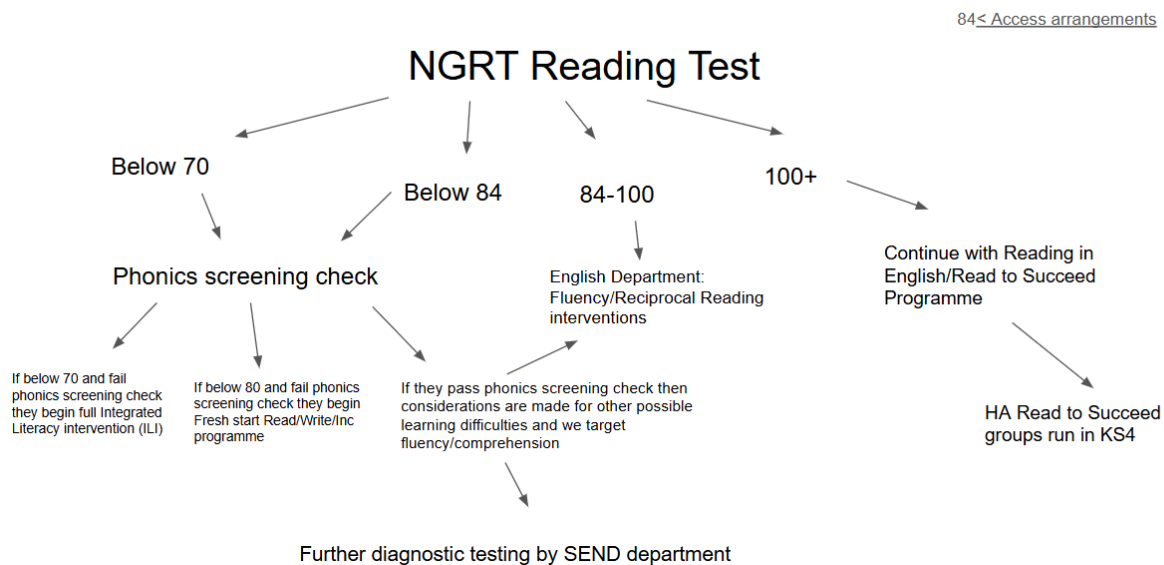 84< Access arrangements
NGRT Reading Test
Below 70
Below 84
84-100
100+
Phonics screening check
English Department:
Fluency/Reciprocal Reading
interventions
Continue with Reading in
English/Read to Succeed
Programme
If below 70 and fail
phonics screening check
they begin full Integrated
Literacy intervention (ILI)
If below 80 and fail phonics
screening check they begin
Fresh start Read/Write/Inc
programme
If they pass phonics screening check then
considerations are made for other possible
learning difficulties and we target
fluency/comprehension
HA Read to Succeed
groups run in KS4
Further diagnostic testing by SEND department